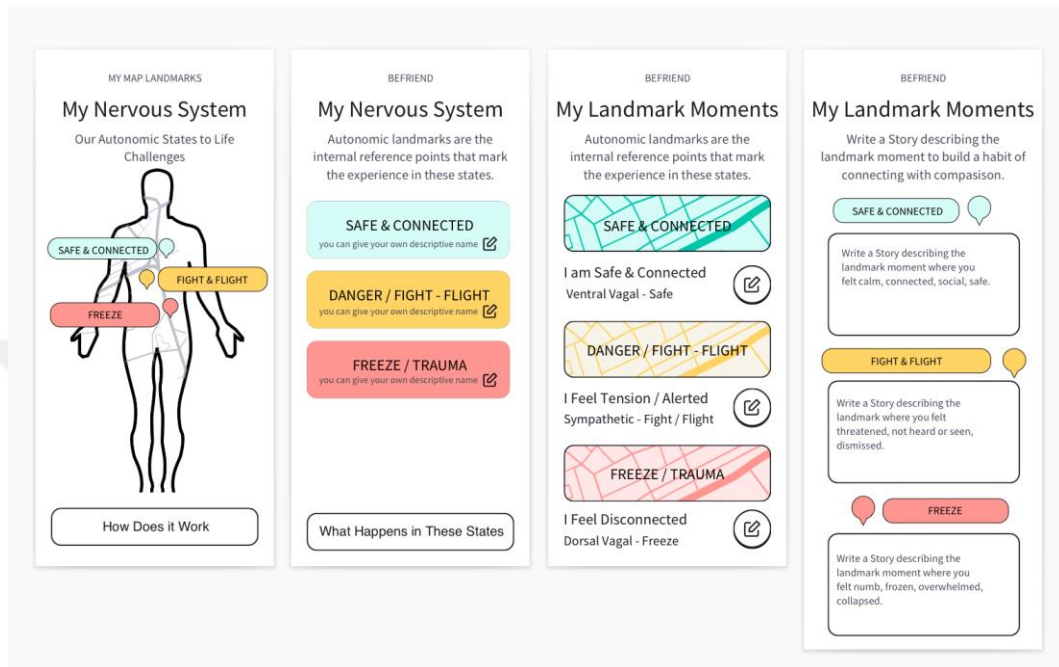 MY MAP LANDMARKS
My Nervous System
Our Autonomic States to Life
Challenges
SAFE & CONNECTED
FIGHT & FLIGHT
FREEZE
How Does it Work
BEFRIEND
My Nervous System
Autonomic landmarks are the
internal reference points that mark
the experience in these states.
SAFE & CONNECTED
you can give your own descriptive name
DANGER / FIGHT - FLIGHT
you can give your own descriptive name
FREEZE / TRAUMA
you can give your own descriptive name
What Happens in These States
BEFRIEND
My Landmark Moments
Autonomic landmarks are the
internal reference points that mark
the experience in these states.
SAFE & CONNECTED
I am Safe & Connected
Ventral Vagal - Safe
DANGER / FIGHT - FLIGHT
I Feel Tension / Alerted
Sympathetic - Fight / Flight
FREEZE / TRAUMA
I Feel Disconnected
Dorsal Vagal - Freeze
BEFRIEND
My Landmark Moments
Write a Story describing the
landmark moment to build a habit of
connecting with compasison.
SAFE & CONNECTED
Write a Story describing the
landmark moment where you
felt calm, connected, social, safe.
FIGHT & FLIGHT
Write a Story describing the
landmark where you felt
threatened, not heard or seen,
dismissed.
FREEZE
Write a Story describing the
landmark moment where you
felt numb, frozen, overwhelmed,
collapsed.